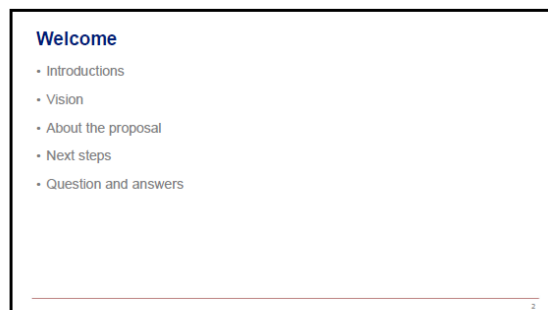 Welcome
• Introductions
• Vision
• About the proposal
• Next steps
• Question and answers
2